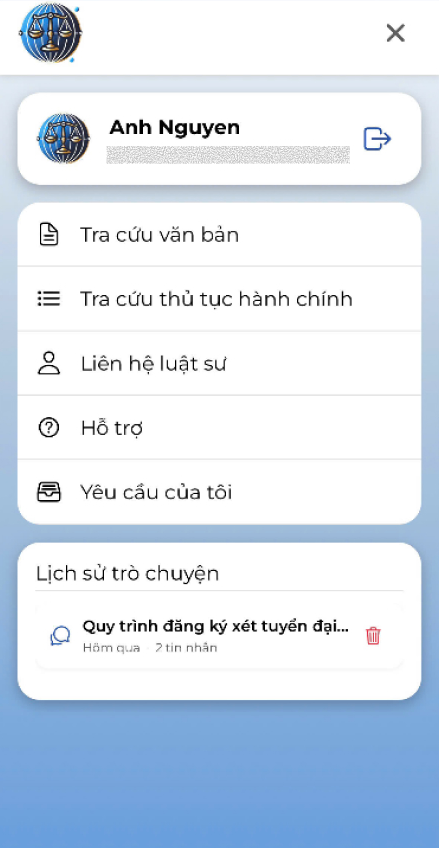 Anh Nguyen
Tra cứu văn bản
Tra cứu thủ tục hành chính
Liên hệ luật sư
Hỗ trợ
Yêu cầu của tôi
Lịch sử trò chuyện
Quy trình đăng ký xét tuyển đại...
Hôm qua · 2 tin nhắn